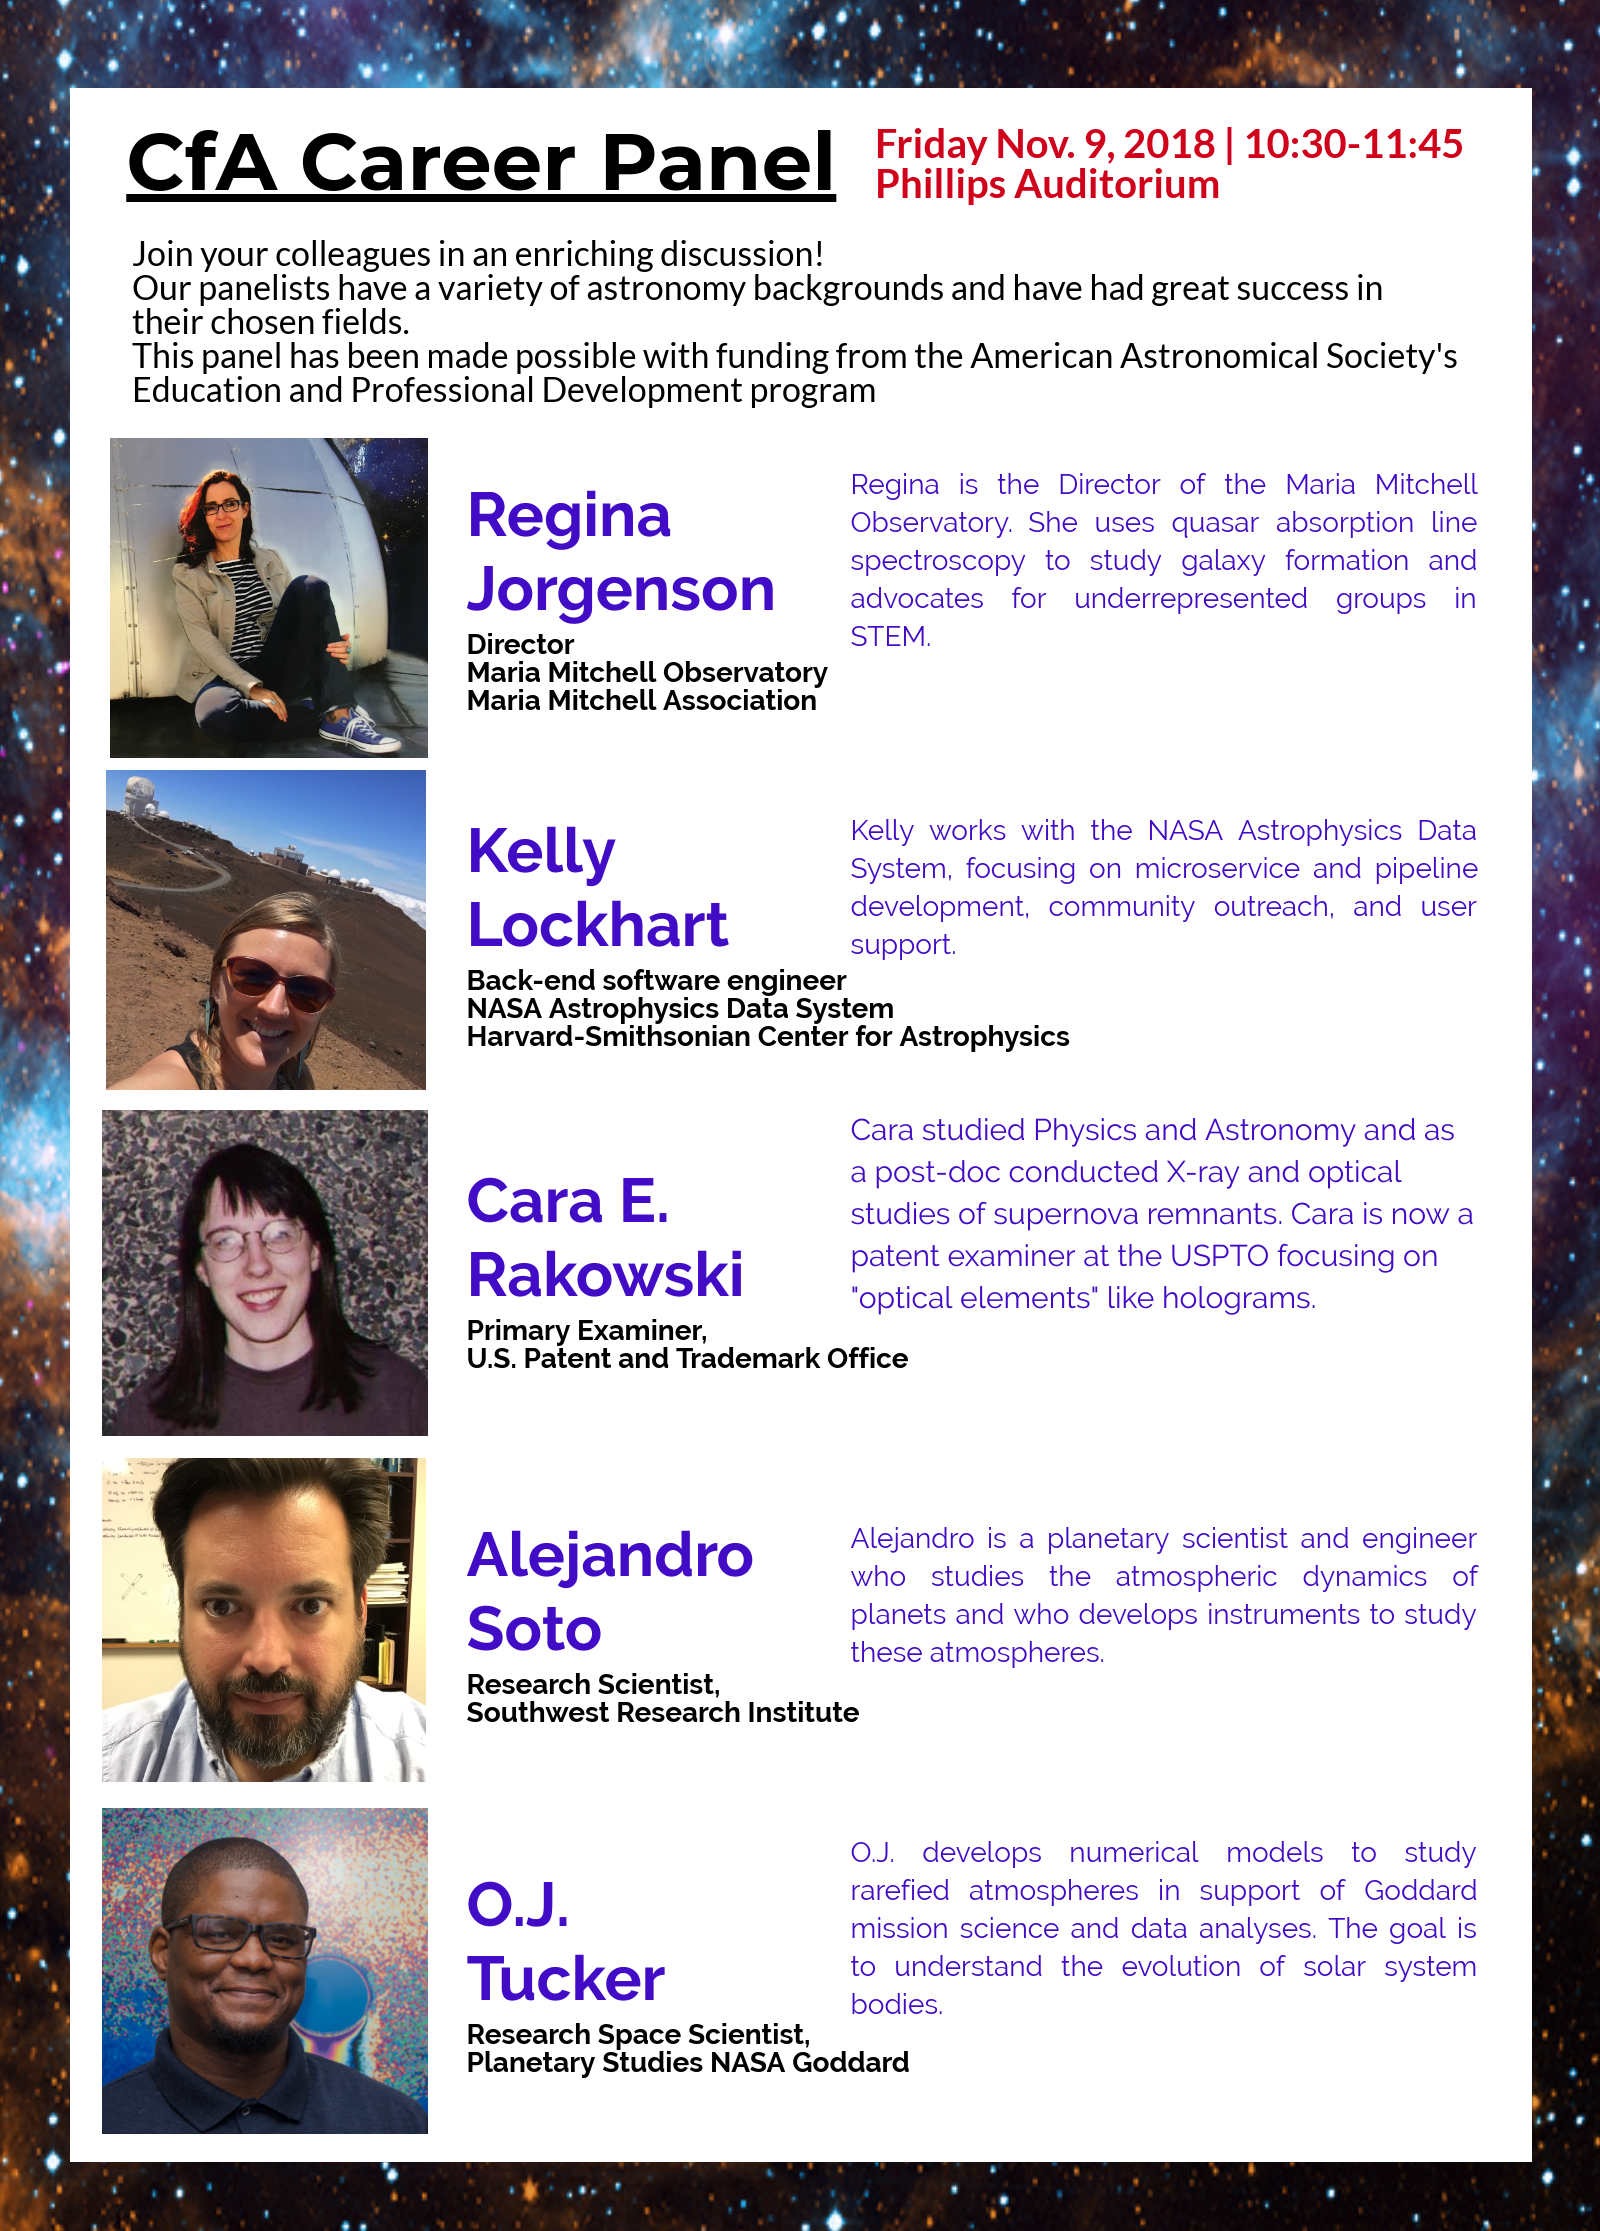 CfA Career Panel
Friday Nov. 9, 2018 | 10:30-11:45
Phillips Auditorium
Join your colleagues in an enriching discussion!
Our panelists have a variety of astronomy backgrounds and have had great success in
their chosen fields.
This panel has been made possible with funding from the American Astronomical Society's
Education and Professional Development program
Regina
Jorgenson
Director
Maria Mitchell Observatory
Maria Mitchell Association
Regina is the Director of the Maria Mitchell
Observatory. She uses quasar absorption line
spectroscopy to study galaxy formation and
advocates for underrepresented groups in
STEM.
Kelly
Lockhart
Back-end software engineer
NASA Astrophysics Data System
Harvard-Smithsonian Center for Astrophysics
Kelly works with the NASA Astrophysics Data
System, focusing on microservice and pipeline
development, community outreach, and user
support.
Cara E.
Rakowski
Primary Examiner,
U.S. Patent and Trademark Office
Cara studied Physics and Astronomy and as
a post-doc conducted X-ray and optical
studies of supernova remnants. Cara is now a
patent examiner at the USPTO focusing on
"optical elements" like holograms.
Alejandro
Soto
Research Scientist,
Southwest Research Institute
Alejandro is a planetary scientist and engineer
who studies the atmospheric dynamics of
planets and who develops instruments to study
these atmospheres.
O.J.
Tucker
Research Space Scientist,
Planetary Studies NASA Goddard
O.J. develops numerical models to study
rarefied atmospheres in support of Goddard
mission science and data analyses. The goal is
to understand the evolution of solar system
bodies.